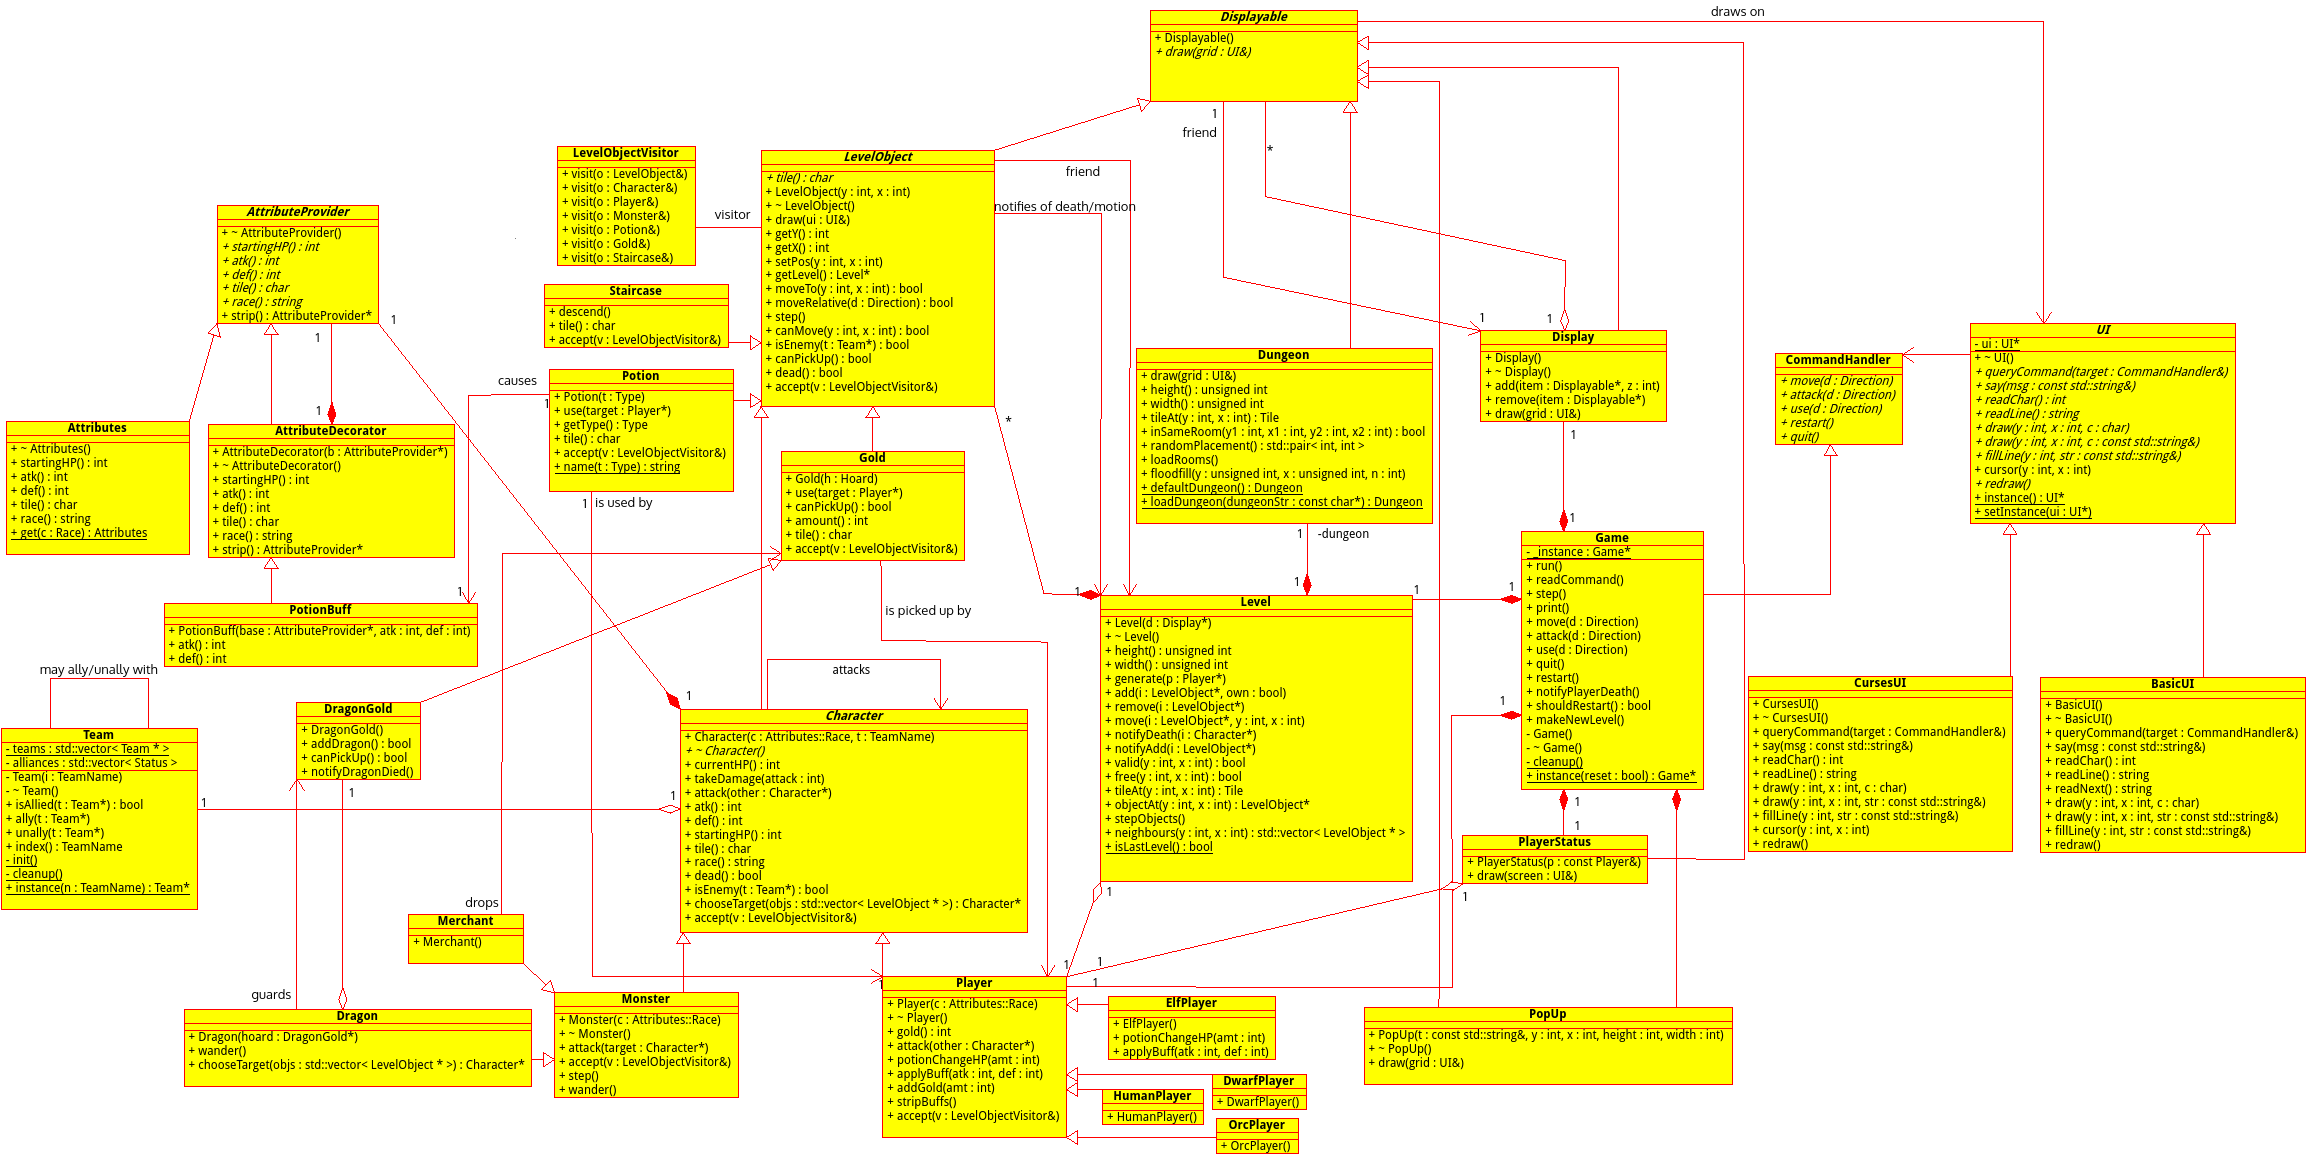 draws on
Displayable
+ Displayable()
+ draw(grid : UI&)
1
friend
*
LevelObjectVisitor
+ visit(o : LevelObject&)
+ visit(o : Character&)
+ visit(o : Player&)
+ visit(o : Monster&)
+ visit(o : Potion&)
+ visit(o : Gold&)
+ visit(o : Staircase&)
visitor
LevelObject
+ tile() : char
+ LevelObject(y : int, x : int)
+ ~ LevelObject()
+ draw(ui : UI&)
+ getY() : int
+ getX() : int
+ setPos(y : int, x : int)
+ getLevel() : Level*
+ moveTo(y : int, x : int) : bool
+ moveRelative(d : Direction) : bool
+ step()
+ canMove(y : int, x : int) : bool
+ isEnemy(t : Team*) : bool
+ canPickUp() : bool
+ dead() : bool
+ accept(v : LevelObjectVisitor&)
friend
notifies of death/motion
*
1
AttributeProvider
+ ~ AttributeProvider()
+ startingHP() : int
+ atk() : int
+ def() : int
+ tile() : char
+ race() : string
+ strip() : AttributeProvider*
1
1
1
Staircase
+ descend()
+ tile() : char
+ accept(v : LevelObjectVisitor&)
causes
1
1
Potion
+ Potion(t : Type)
+ use(target : Player*)
+ getType() : Type
+ tile() : char
+ accept(v : LevelObjectVisitor&)
+ name(t : Type) : string
1
is used by
Dungeon
+ draw(grid : UI&)
+ height() : unsigned int
+ width() : unsigned int
+ tileAt(y : int, x : int) : Tile
+ inSameRoom(y1 : int, x1 : int, y2 : int, x2 : int) : bool
+ randomPlacement() : std::pair< int, int >
+ loadRooms()
+ floodfill(y : unsigned int, x : unsigned int, n : int)
+ defaultDungeon() : Dungeon
+ loadDungeon(dungeonStr : const char*) : Dungeon
1
-dungeon
1
1
1
Display
+ Display()
+ ~ Display()
+ add(item : Displayable*, z : int)
+ remove(item : Displayable*)
+ draw(grid : UI&)
1
1
CommandHandler
+ move(d : Direction)
+ attack(d : Direction)
+ use(d : Direction)
+ restart()
+ quit()
UI
- ui : UI*
+ ~ UI()
+ queryCommand(target : CommandHandler&)
+ say(msg : const std::string&)
+ readChar() : int
+ readLine() : string
+ draw(y : int, x : int, c : char)
+ draw(y : int, x : int, c : const std::string&)
+ fillLine(y : int, str : const std::string&)
+ cursor(y : int, x : int)
+ redraw()
+ instance() : UI*
+ setInstance(ui : UI*)
Attributes
+ ~ Attributes()
+ startingHP() : int
+ atk() : int
+ def() : int
+ tile() : char
+ race() : string
+ get(c : Race) : Attributes
AttributeDecorator
+ AttributeDecorator(b : AttributeProvider*)
+ ~ AttributeDecorator()
+ startingHP() : int
+ atk() : int
+ def() : int
+ tile() : char
+ race() : string
+ strip() : AttributeProvider*
Gold
+ Gold(h : Hoard)
+ use(target : Player*)
+ canPickUp() : bool
+ amount() : int
+ tile() : char
+ accept(v : LevelObjectVisitor&)
is picked up by
PotionBuff
+ PotionBuff(base : AttributeProvider*, atk : int, def : int)
+ atk() : int
+ def() : int
Game
- _instance : Game*
+ run()
+ readCommand()
+ step()
+ print()
+ move(d : Direction)
+ attack(d : Direction)
+ use(d : Direction)
+ quit()
+ restart()
+ notifyPlayerDeath()
+ shouldRestart() : bool
+ makeNewLevel()
- Game()
- ~ Game()
- cleanup()
+ instance(reset : bool) : Game*
1
1
1
1
1
Level
+ Level(d : Display*)
+ ~ Level()
+ height() : unsigned int
+ width() : unsigned int
+ generate(p : Player*)
+ add(i : LevelObject*, own : bool)
+ remove(i : LevelObject*)
+ move(i : LevelObject*, y : int, x : int)
+ notifyDeath(i : Character*)
+ notifyAdd(i : LevelObject*)
+ valid(y : int, x : int) : bool
+ free(y : int, x : int) : bool
+ tileAt(y : int, x : int) : Tile
+ objectAt(y : int, x : int) : LevelObject*
+ stepObjects()
+ neighbours(y : int, x : int) : std::vector< LevelObject * >
+ isLastLevel() : bool
1
may ally/unally with
Team
- teams : std::vector< Team * >
- alliances : std::vector< Status >
- Team(i : TeamName)
- ~ Team()
+ isAllied(t : Team*) : bool
+ ally(t : Team*)
+ unally(t : Team*)
+ index() : TeamName
- init()
- cleanup()
+ instance(n : TeamName) : Team*
1
DragonGold
+ DragonGold()
+ addDragon() : bool
+ canPickUp() : bool
+ notifyDragonDied()
1
attacks
1
1
Character
+ Character(c : Attributes::Race, t : TeamName)
+ ~ Character()
+ currentHP() : int
+ takeDamage(attack : int)
+ attack(other : Character*)
+ atk() : int
+ def() : int
+ startingHP() : int
+ tile() : char
+ race() : string
+ dead() : bool
+ isEnemy(t : Team*) : bool
+ chooseTarget(objs : std::vector< LevelObject * >) : Character*
+ accept(v : LevelObjectVisitor&)
CursesUI
+ CursesUI()
+ ~ CursesUI()
+ queryCommand(target : CommandHandler&)
+ say(msg : const std::string&)
+ readChar() : int
+ readLine() : string
+ draw(y : int, x : int, c : char)
+ draw(y : int, x : int, str : const std::string&)
+ fillLine(y : int, str : const std::string&)
+ cursor(y : int, x : int)
+ redraw()
BasicUI
+ BasicUI()
+ ~ BasicUI()
+ queryCommand(target : CommandHandler&)
+ say(msg : const std::string&)
+ readChar() : int
+ readLine() : string
+ readNext() : string
+ draw(y : int, x : int, c : char)
+ draw(y : int, x : int, str : const std::string&)
+ fillLine(y : int, str : const std::string&)
+ redraw()
PlayerStatus
+ PlayerStatus(p : const Player&)
+ draw(screen : UI&)
1
drops
Merchant
+ Merchant()
guards
Dragon
+ Dragon(hoard : DragonGold*)
+ wander()
+ chooseTarget(objs : std::vector< LevelObject * >) : Character*
Monster
+ Monster(c : Attributes::Race)
+ ~ Monster()
+ attack(target : Character*)
+ accept(v : LevelObjectVisitor&)
+ step()
+ wander()
1
1
1
1
Player
+ Player(c : Attributes::Race)
+ ~ Player()
+ gold() : int
+ attack(other : Character*)
+ potionChangeHP(amt : int)
+ applyBuff(atk : int, def : int)
+ addGold(amt : int)
+ stripBuffs()
+ accept(v : LevelObjectVisitor&)
ElfPlayer
+ ElfPlayer()
+ potionChangeHP(amt : int)
+ applyBuff(atk : int, def : int)
DwarfPlayer
+ DwarfPlayer()
HumanPlayer
+ HumanPlayer()
OrcPlayer
+ OrcPlayer()
PopUp
+ PopUp(t : const std::string&, y : int, x : int, height : int, width : int)
+ ~ PopUp()
+ draw(grid : UI&)